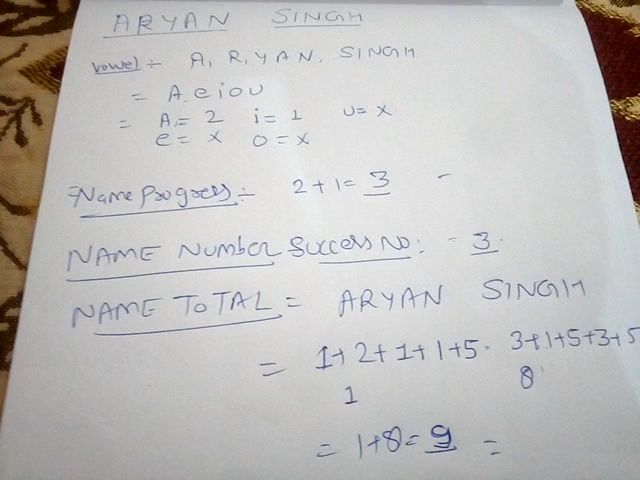 ARYAN SINGH
Vowel ÷ A, R, YAN, SINGH
= A e i o u
= A = 2 i = 1 u = x
e = x o = x
Name Progress ÷ 2 + 1 = 3 -
NAME Number Success No: - 3.
NAME TOTAL = ARYAN SINGH
= 1+2+1+1+5. 3+1+5+3+5
1 8
= 1+8 = 9 =